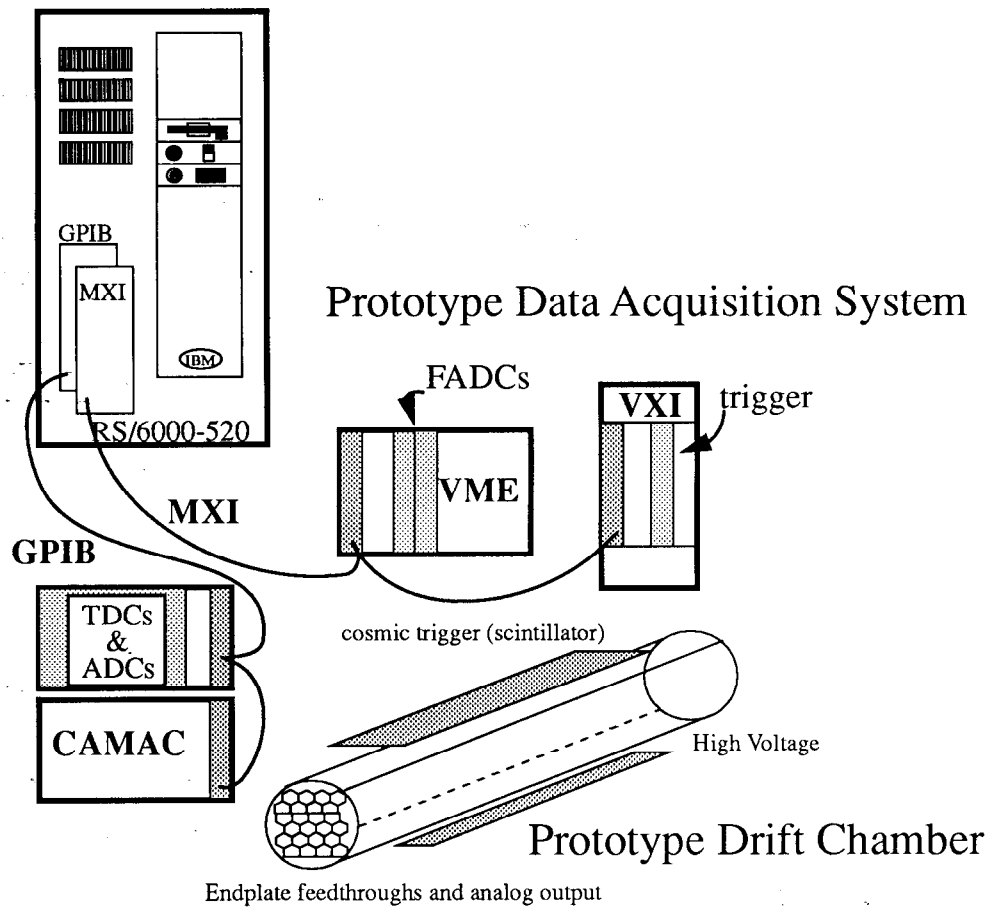 GPIB
MXI
IBM
RS/6000-520
Prototype Data Acquisition System
FADCs
VME
VXI
trigger
MXI
GPIB
TDCs
&
ADCs
CAMAC
cosmic trigger (scintillator)
High Voltage
Prototype Drift Chamber
Endplate feedthroughs and analog output